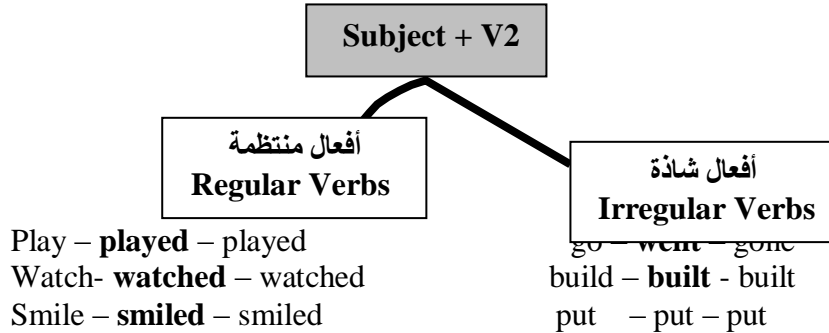 Subject + V2
أفعال منتظمة
Regular Verbs
أفعال شاذة
Irregular Verbs
Play – played – played
go – went – gone
Watch- watched – watched
build – built - built
Smile – smiled – smiled
put – put – put